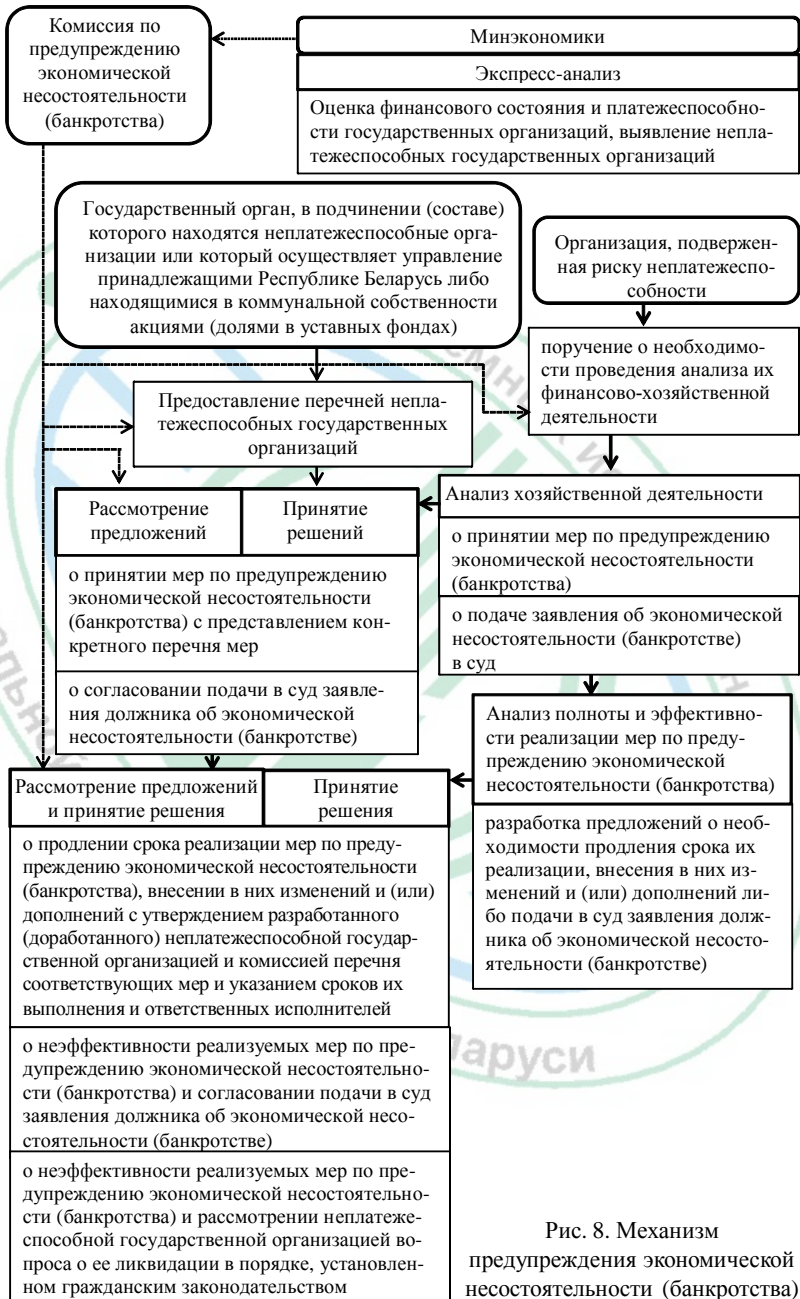 Комиссия по
предупреждению
экономической
несостоятельности
(банкротства)
Минэкономики
Экспресс-анализ
Оценка финансового состояния и платежеспособно-
сти государственных организаций, выявление непла-
тежеспособных государственных организаций
Государственный орган, в подчинении (составе)
которого находятся неплатежеспособные орга-
низации или который осуществляет управление
принадлежащими Республике Беларусь либо
находящимися в коммунальной собственности
акциями (долями в уставных фондах)
Организация, подвержен-
ная риску неплатежеспо-
собности
поручение о необходимо-
сти проведения анализа их
финансово-хозяйственной
деятельности
Предоставление перечней непла-
тежеспособных государственных
организаций
Рассмотрение
предложений
Принятие
решений
о принятии мер по предупреждению
экономической несостоятельности
(банкротства) с представлением кон-
кретного перечня мер
о согласовании подачи в суд заяв-
ления должника об экономической
несостоятельности (банкротстве)
Анализ хозяйственной деятельности
о принятии мер по предупреждению
экономической несостоятельности
(банкротства)
о подаче заявления об экономической
несостоятельности (банкротстве)
в суд
Анализ полноты и эффективно-
сти реализации мер по преду-
преждению экономической
несостоятельности (банкротства)
разработка предложений о необ-
ходимости продления срока их
реализации, внесения в них из-
менений и (или) дополнений ли-
бо подачи в суд заявления долж-
ника об экономической несосто-
ятельности (банкротстве)
Рассмотрение предложений
и принятие решения
Принятие
решения
о продлении срока реализации мер по преду-
преждению экономической несостоятельности
(банкротства), внесении в них изменений и (или)
дополнений с утверждением разработанного
(доработанного) неплатежеспособной государ-
ственной организацией и комиссией перечня
соответствующих мер и указанием сроков их
выполнения и ответственных исполнителей
о неэффективности реализуемых мер по пре-
дупреждению экономической несостоятельно-
сти (банкротства) и согласовании подачи в суд
заявления должника об экономической несо-
стоятельности (банкротстве)
о неэффективности реализуемых мер по пре-
дупреждению экономической несостоятельно-
сти (банкротства) и рассмотрении неплатеже-
способной государственной организацией во-
проса о ее ликвидации в порядке, установлен-
ном гражданским законодательством
Рис. 8. Механизм
предупреждения экономической
несостоятельности (банкротства)